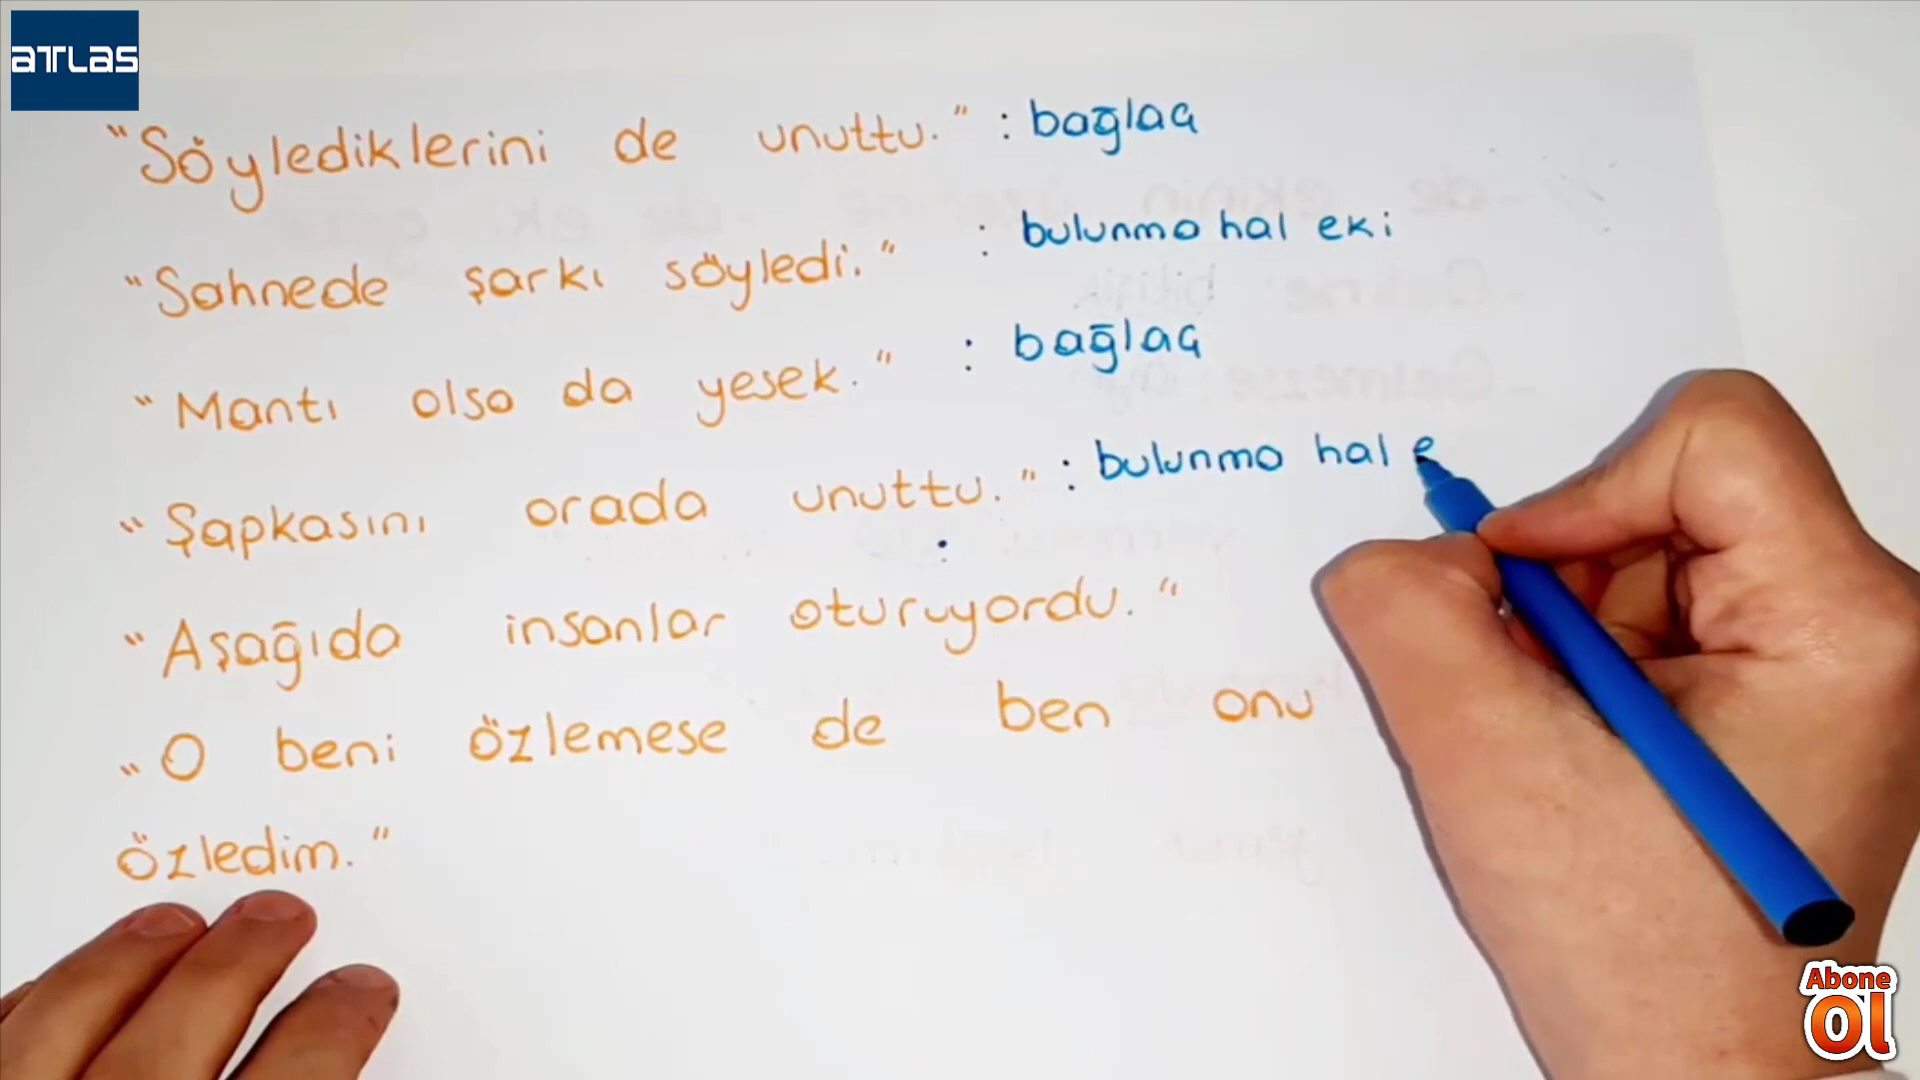 ATLAS
"Söylediklerini de unuttu." : bağlaç
"Sahnede şarkı söyledi." : bulunma hal eki
"Mantı olsa da yesek." : bağlaç
"Şapkasını orada unuttu." : bulunma hal e
"Aşağıda insanlar oturuyordu."
"O beni özlemese de ben onu
özledim."
Abone
Ol